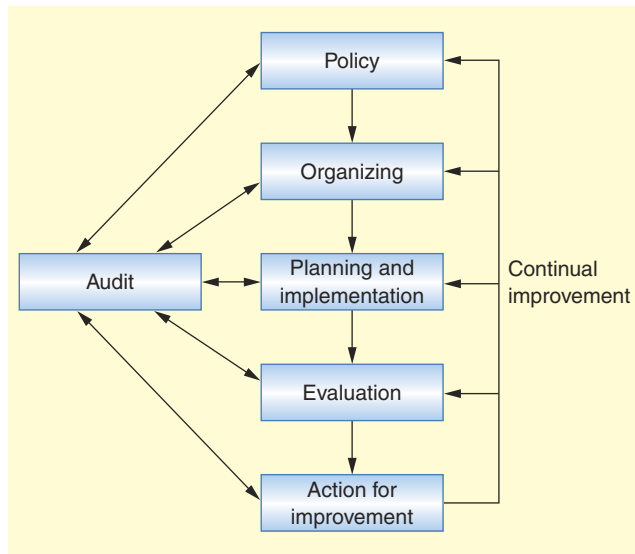 Policy
Organizing
Audit
Planning and
implementation
Continual
improvement
Evaluation
Action for
improvement